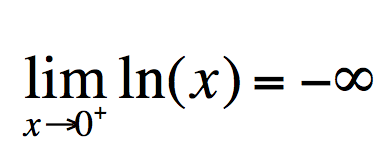 lim ln(x) = −∞
x→0⁺